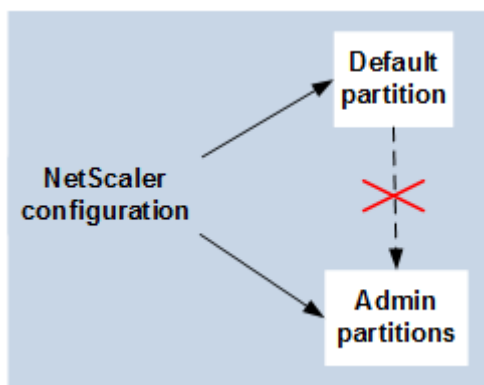 Default
partition
NetScaler
configuration
Admin
partitions